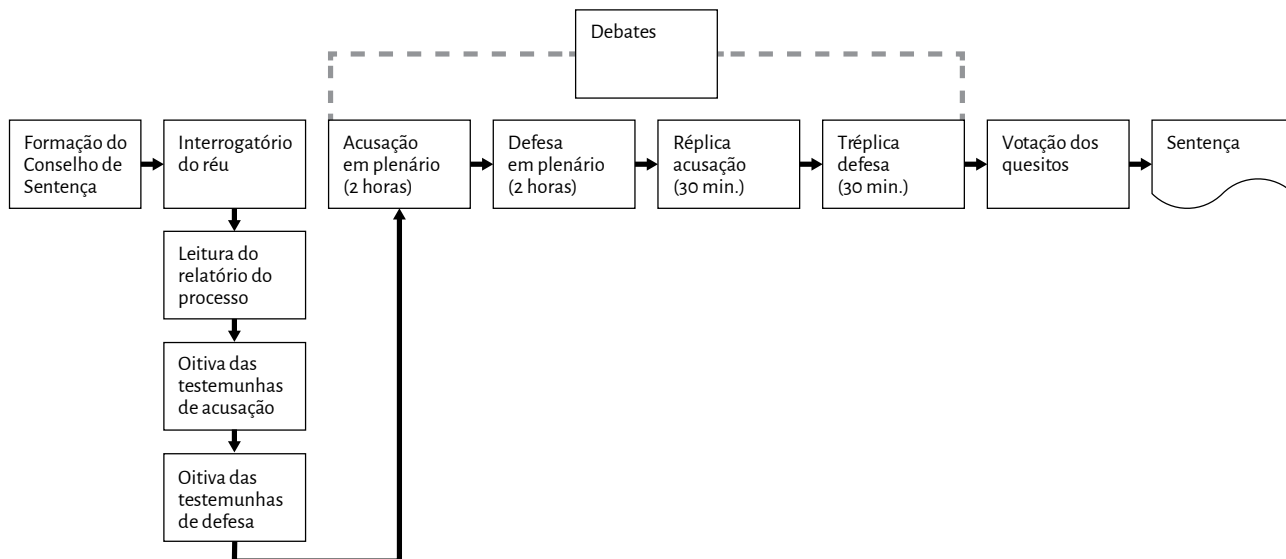 Debates
Formação do
Conselho de
Sentença
Interrogatório
do réu
Acusação
em plenário
(2 horas)
Defesa
em plenário
(2 horas)
Réplica
acusação
(30 min.)
Tréplica
defesa
(30 min.)
Votação dos
quesitos
Sentença
Leitura do
relatório do
processo
Oitiva das
testemunhas
de acusação
Oitiva das
testemunhas
de defesa